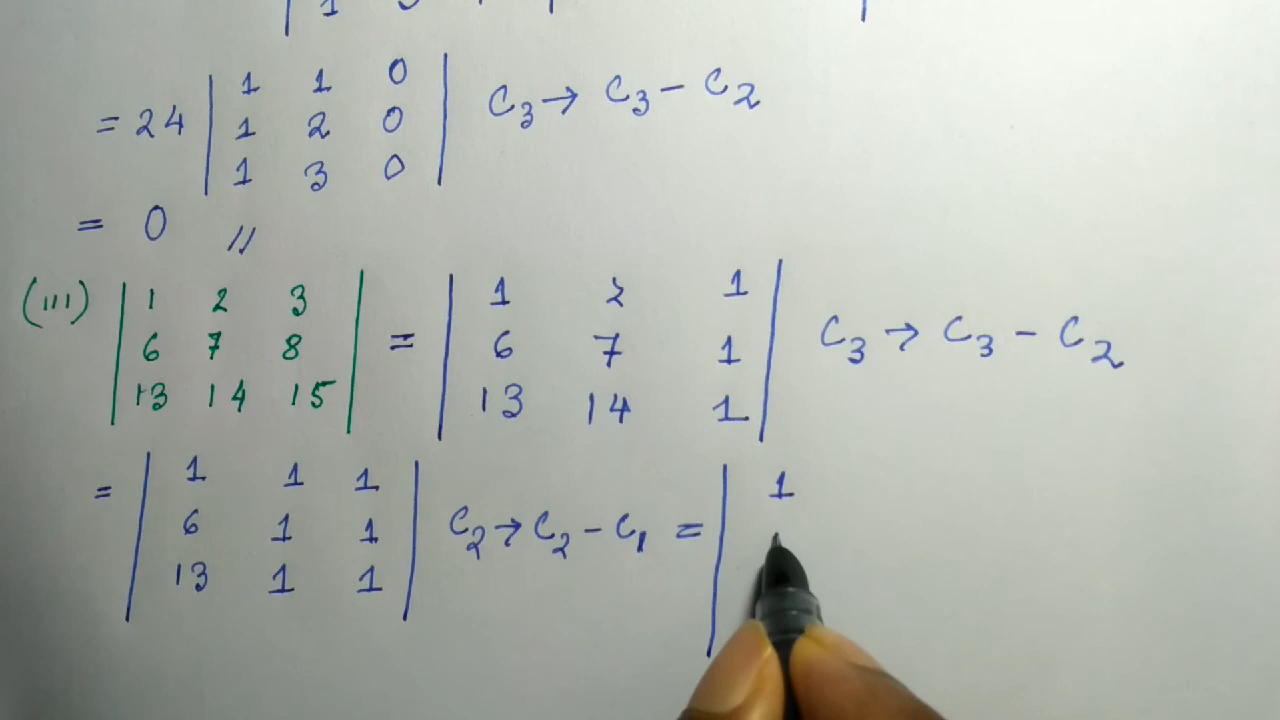 = 24 | 1 1 0 | C3 → C3 − C2
| 1 2 0 |
| 1 3 0 |
= 0 //
(III) | 1 2 3 | = | 1 2 1 | C3 → C3 − C2
| 6 7 8 | | 6 7 1 |
| 13 14 15 | | 13 14 1 |
= | 1 1 1 | C2 → C2 − C1 = | 1
| 6 1 1 |
| 13 1 1 |